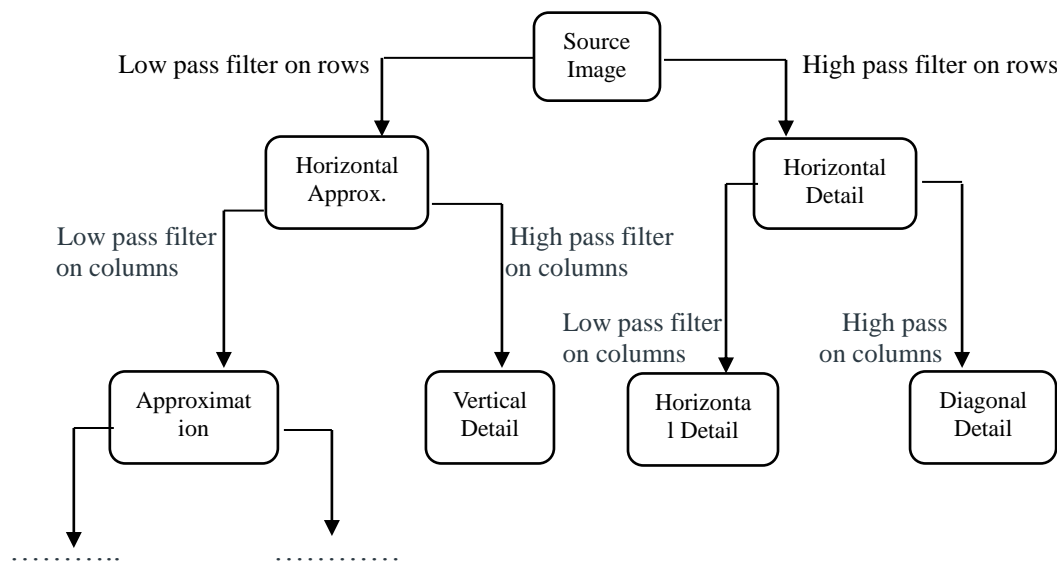 Source
Image
Low pass filter on rows
High pass filter on rows
Horizontal
Approx.
Horizontal
Detail
Low pass filter
on columns
High pass filter
on columns
Low pass filter
on columns
High pass
on columns
Approximat
ion
Vertical
Detail
Horizonta
l Detail
Diagonal
Detail
...........
............